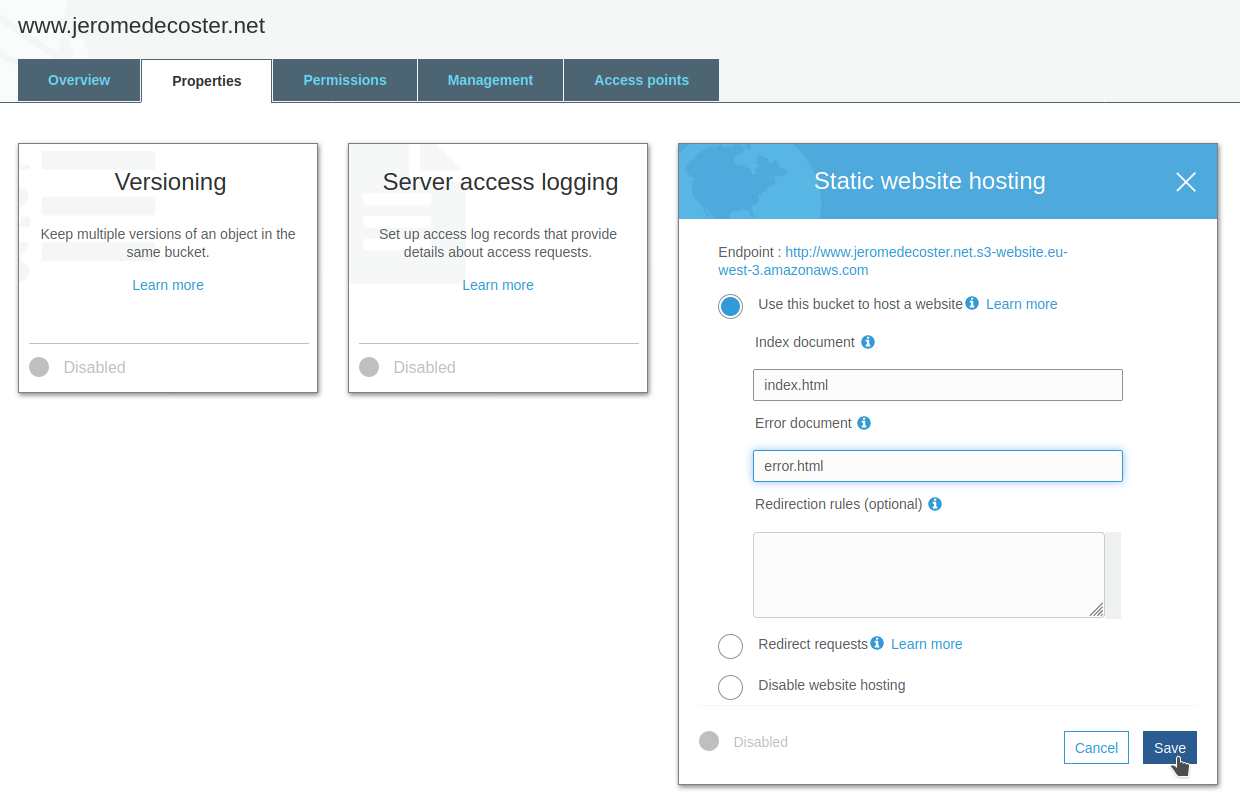 www.jeromedecoster.net
Overview
Properties
Permissions
Management
Access points
Versioning
Keep multiple versions of an object in the
same bucket.
Learn more
Disabled
Server access logging
Set up access log records that provide
details about access requests.
Learn more
Disabled
Static website hosting
Endpoint : http://www.jeromedecoster.net.s3-website.eu-
west-3.amazonaws.com
Use this bucket to host a website Learn more
Index document
index.html
Error document
error.html
Redirection rules (optional)
Redirect requests Learn more
Disable website hosting
Disabled
Cancel
Save